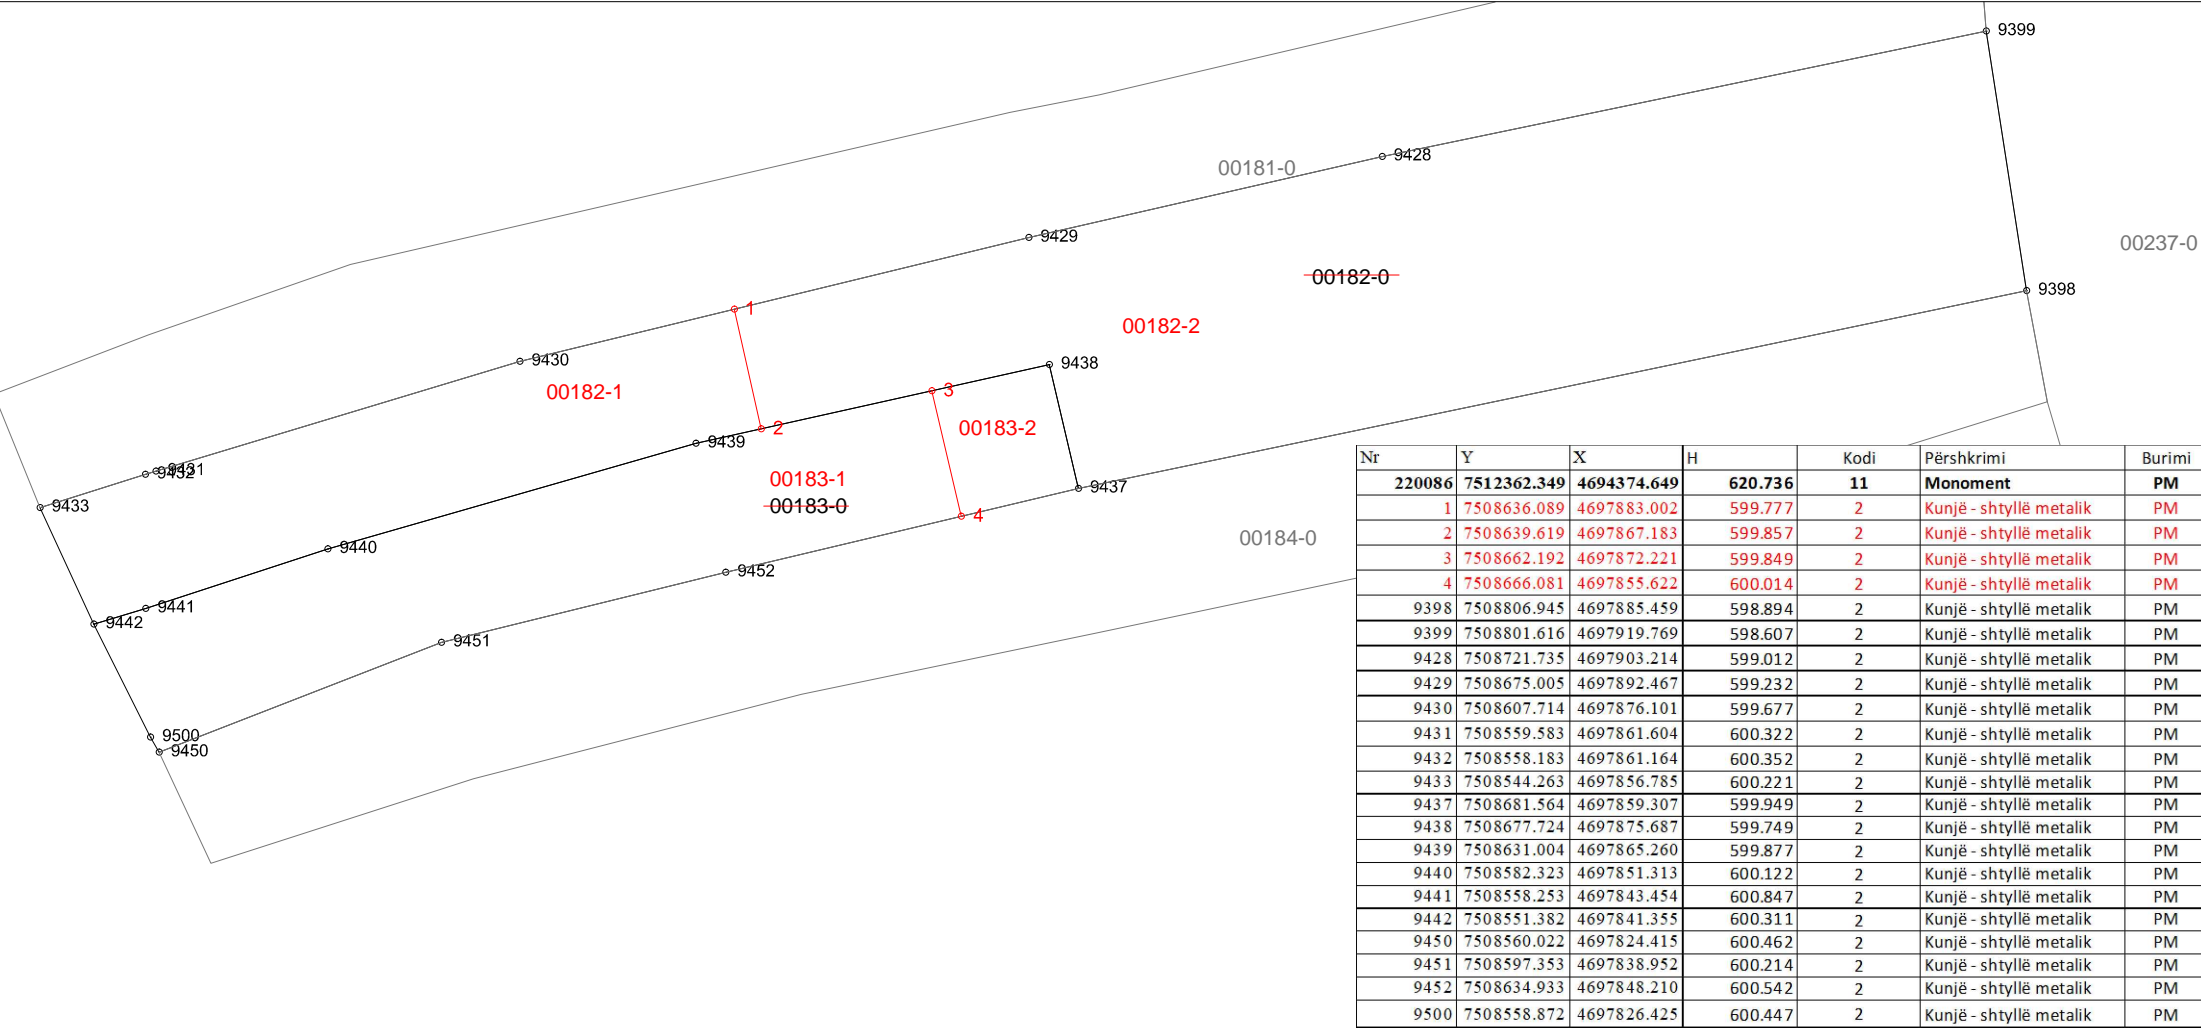 9399
9428
00181-0
9429
00237-0
00182-0
9398
1
00182-2
9430
9438
00182-1
3
2
00183-2
9439
9431
9432
00183-1
9437
9433
00183-0
4
00184-0
9440
9452
9441
9442
9451
9500
9450
Nr Y X H Kodi Përshkrimi Burimi
220086 7512362.349 4694374.649 620.736 11 Monoment PM
1 7508636.089 4697883.002 599.777 2 Kunjë - shtyllë metalik PM
2 7508639.619 4697867.183 599.857 2 Kunjë - shtyllë metalik PM
3 7508662.192 4697872.221 599.849 2 Kunjë - shtyllë metalik PM
4 7508666.081 4697855.622 600.014 2 Kunjë - shtyllë metalik PM
9398 7508806.945 4697885.459 598.894 2 Kunjë - shtyllë metalik PM
9399 7508801.616 4697919.769 598.607 2 Kunjë - shtyllë metalik PM
9428 7508721.735 4697903.214 599.012 2 Kunjë - shtyllë metalik PM
9429 7508675.005 4697892.467 599.232 2 Kunjë - shtyllë metalik PM
9430 7508607.714 4697876.101 599.677 2 Kunjë - shtyllë metalik PM
9431 7508559.583 4697861.604 600.322 2 Kunjë - shtyllë metalik PM
9432 7508558.183 4697861.164 600.352 2 Kunjë - shtyllë metalik PM
9433 7508544.263 4697856.785 600.221 2 Kunjë - shtyllë metalik PM
9437 7508681.564 4697859.307 599.949 2 Kunjë - shtyllë metalik PM
9438 7508677.724 4697875.687 599.749 2 Kunjë - shtyllë metalik PM
9439 7508631.004 4697865.260 599.877 2 Kunjë - shtyllë metalik PM
9440 7508582.323 4697851.313 600.122 2 Kunjë - shtyllë metalik PM
9441 7508558.253 4697843.454 600.847 2 Kunjë - shtyllë metalik PM
9442 7508551.382 4697841.355 600.311 2 Kunjë - shtyllë metalik PM
9450 7508560.022 4697824.415 600.462 2 Kunjë - shtyllë metalik PM
9451 7508597.353 4697838.952 600.214 2 Kunjë - shtyllë metalik PM
9452 7508634.933 4697848.210 600.542 2 Kunjë - shtyllë metalik PM
9500 7508558.872 4697826.425 600.447 2 Kunjë - shtyllë metalik PM